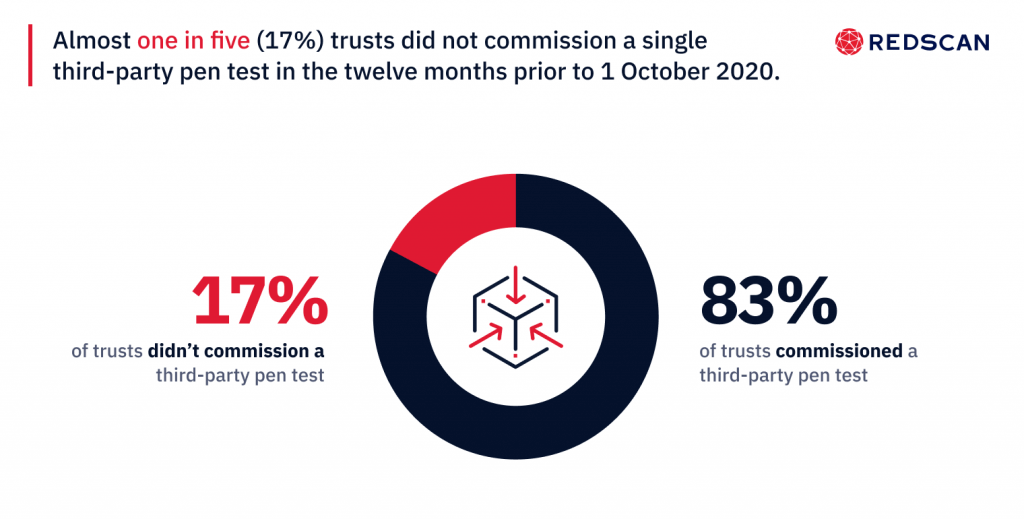 Almost one in five (17%) trusts did not commission a single
third-party pen test in the twelve months prior to 1 October 2020.
REDSCAN
17%
of trusts didn’t commission a
third-party pen test
83%
of trusts commissioned a
third-party pen test